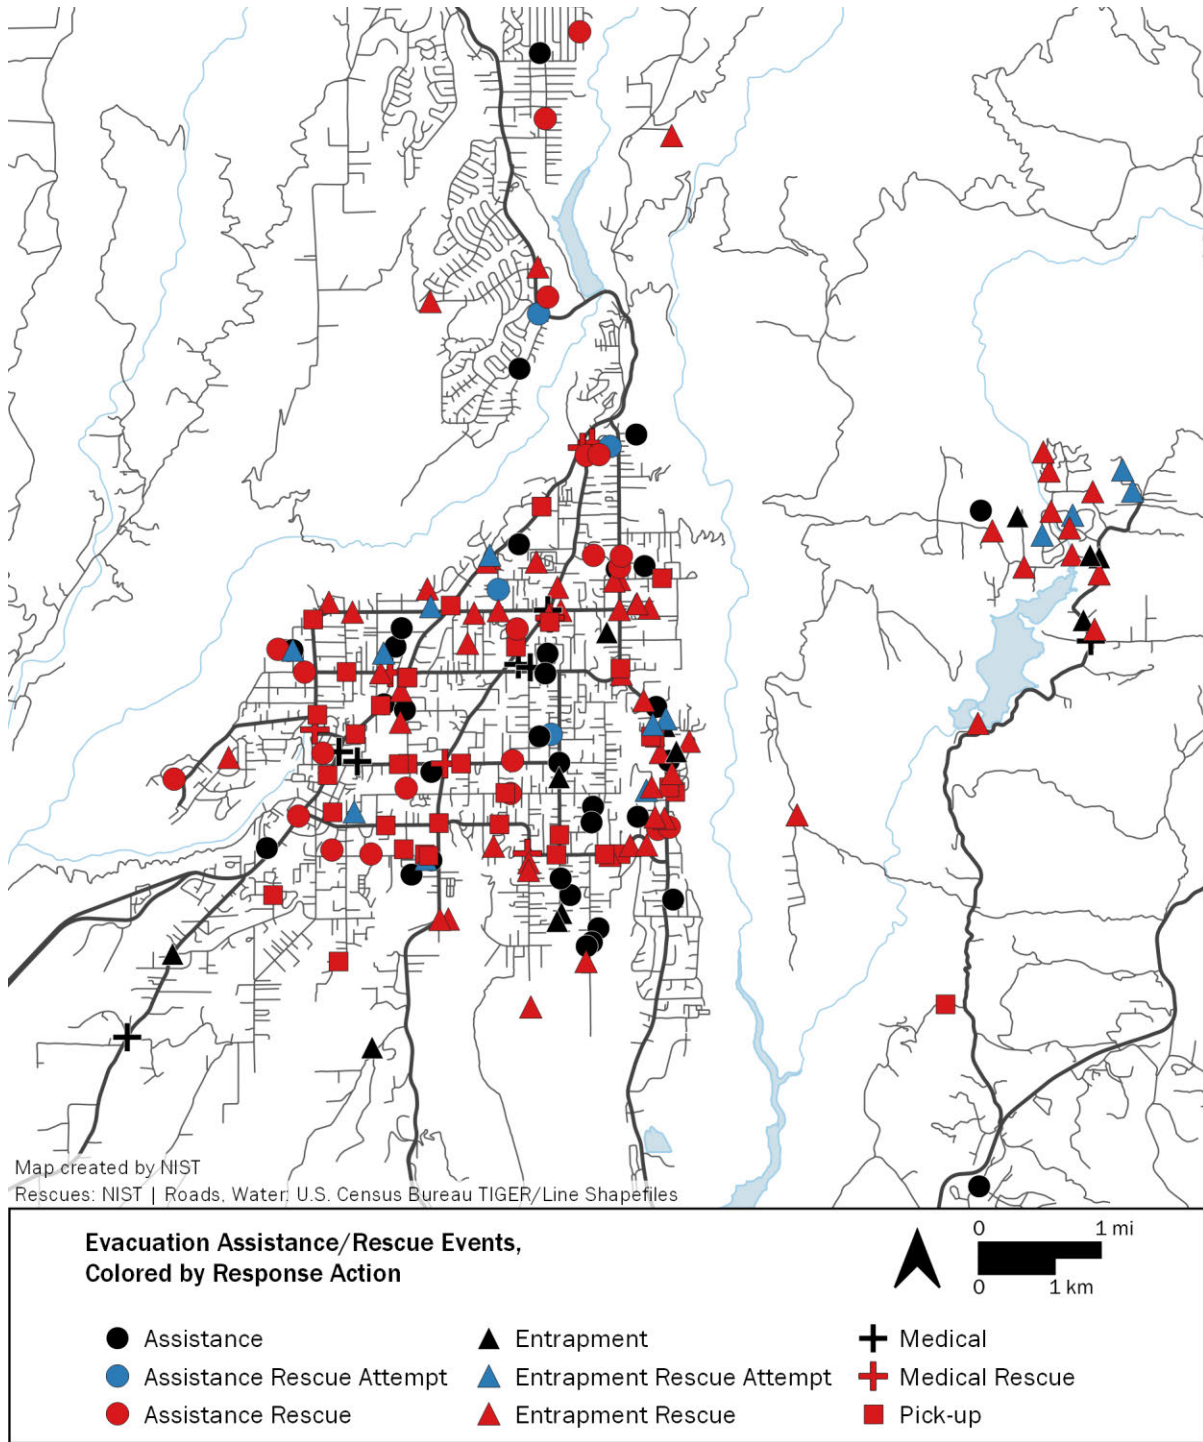 Map created by NIST
Rescues: NIST | Roads, Water: U.S. Census Bureau TIGER/Line Shapefiles
Evacuation Assistance/Rescue Events,
Colored by Response Action
0 1 mi
0 1 km
Assistance Entrapment Medical
Assistance Rescue Attempt Entrapment Rescue Attempt Medical Rescue
Assistance Rescue Entrapment Rescue Pick-up